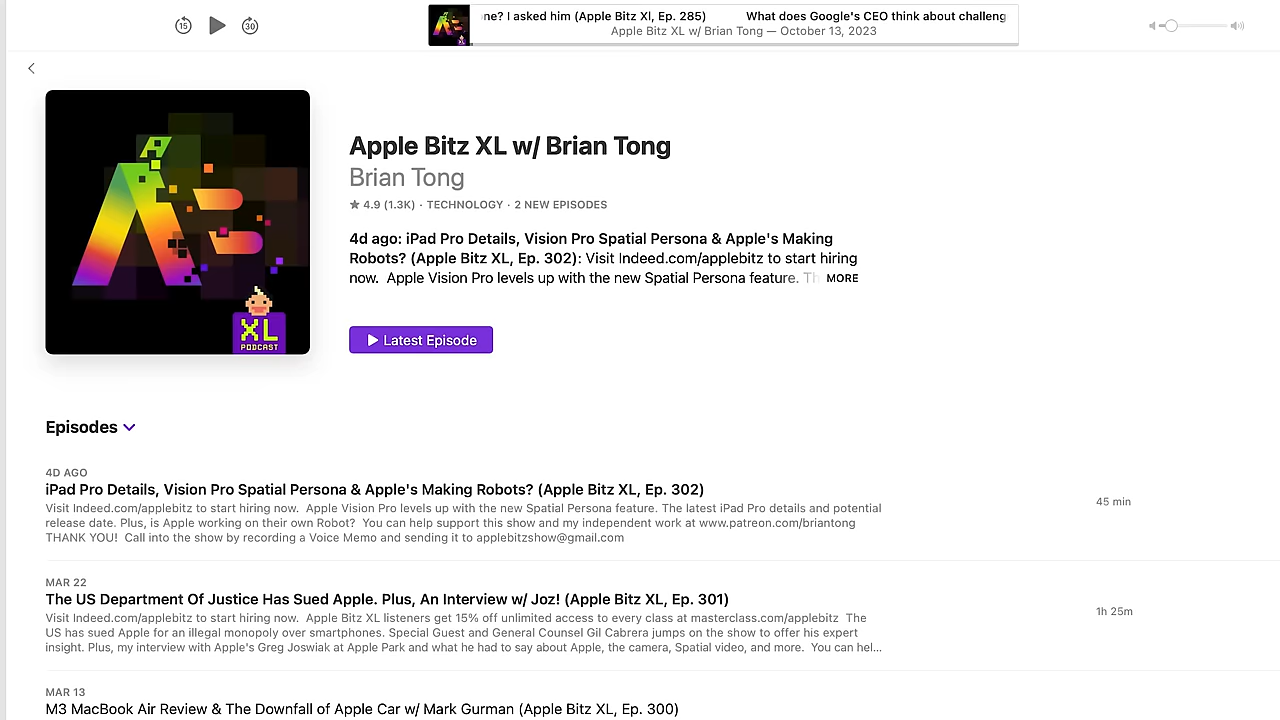 15
30
ne? I asked him (Apple Bitz Xl, Ep. 285) What does Google's CEO think about challeng
Apple Bitz XL w/ Brian Tong — October 13, 2023
XL
PODCAST
Apple Bitz XL w/ Brian Tong
Brian Tong
★ 4.9 (1.3K) · TECHNOLOGY · 2 NEW EPISODES
4d ago: iPad Pro Details, Vision Pro Spatial Persona & Apple's Making
Robots? (Apple Bitz XL, Ep. 302): Visit Indeed.com/applebitz to start hiring
now. Apple Vision Pro levels up with the new Spatial Persona feature. Th MORE
Latest Episode
Episodes
4D AGO
iPad Pro Details, Vision Pro Spatial Persona & Apple's Making Robots? (Apple Bitz XL, Ep. 302)
Visit Indeed.com/applebitz to start hiring now. Apple Vision Pro levels up with the new Spatial Persona feature. The latest iPad Pro details and potential
release date. Plus, is Apple working on their own Robot? You can help support this show and my independent work at www.patreon.com/briantong
THANK YOU! Call into the show by recording a Voice Memo and sending it to applebitzshow@gmail.com
45 min
MAR 22
The US Department Of Justice Has Sued Apple. Plus, An Interview w/ Joz! (Apple Bitz XL, Ep. 301)
Visit Indeed.com/applebitz to start hiring now. Apple Bitz XL listeners get 15% off unlimited access to every class at masterclass.com/applebitz The
US has sued Apple for an illegal monopoly over smartphones. Special Guest and General Counsel Gil Cabrera jumps on the show to offer his expert
insight. Plus, my interview with Apple's Greg Joswiak at Apple Park and what he had to say about Apple, the camera, Spatial video, and more. You can hel...
1h 25m
MAR 13
M3 MacBook Air Review & The Downfall of Apple Car w/ Mark Gurman (Apple Bitz XL, Ep. 300)